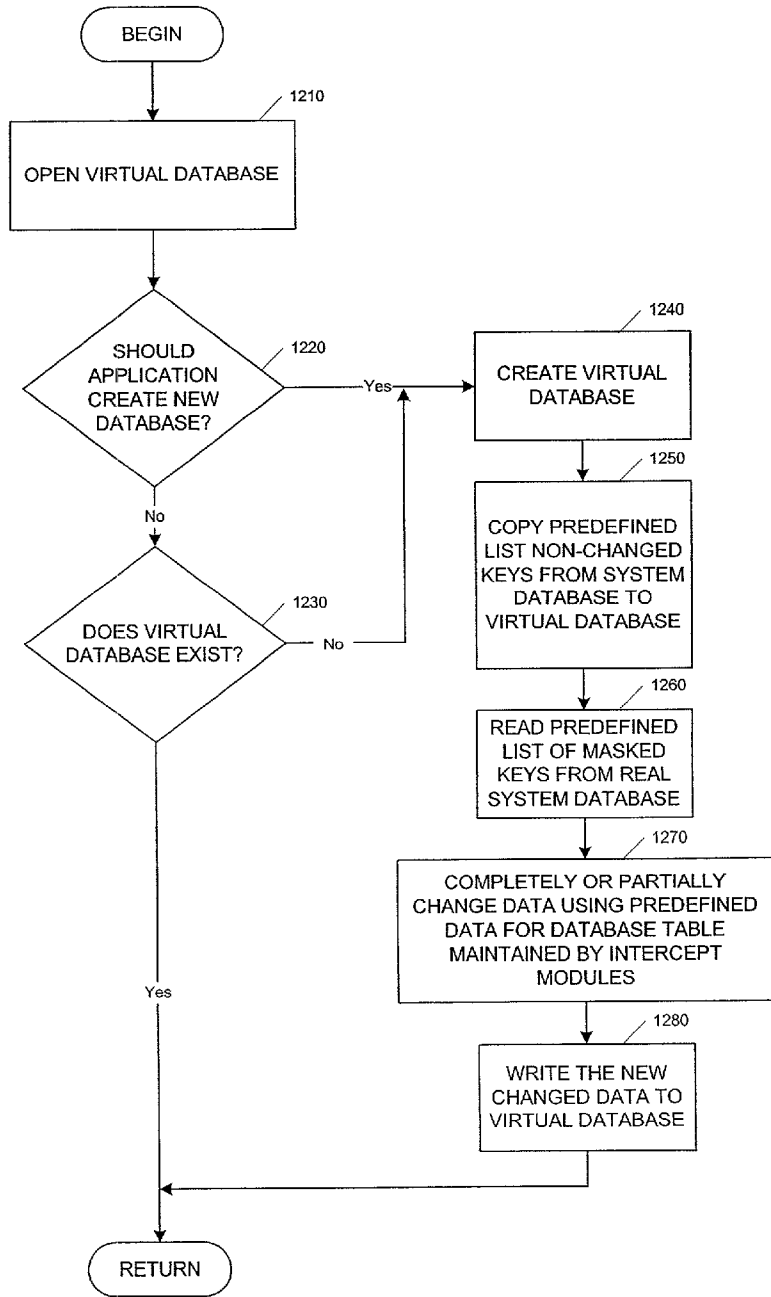 BEGIN
1210
OPEN VIRTUAL DATABASE
1220
SHOULD
APPLICATION
CREATE NEW
DATABASE?
Yes
No
1230
DOES VIRTUAL
DATABASE EXIST?
No
Yes
1240
CREATE VIRTUAL
DATABASE
1250
COPY PREDEFINED
LIST NON-CHANGED
KEYS FROM SYSTEM
DATABASE TO
VIRTUAL DATABASE
1260
READ PREDEFINED
LIST OF MASKED
KEYS FROM REAL
SYSTEM DATABASE
1270
COMPLETELY OR PARTIALLY
CHANGE DATA USING PREDEFINED
DATA FOR DATABASE TABLE
MAINTAINED BY INTERCEPT
MODULES
1280
WRITE THE NEW
CHANGED DATA TO
VIRTUAL DATABASE
RETURN